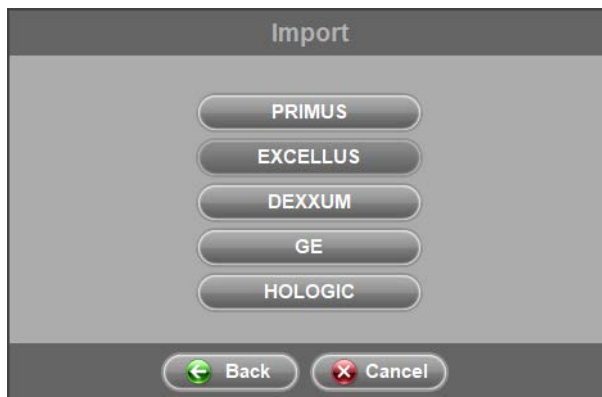 Import
PRIMUS
EXCELLUS
DEXXUM
GE
HOLOGIC
Back Cancel